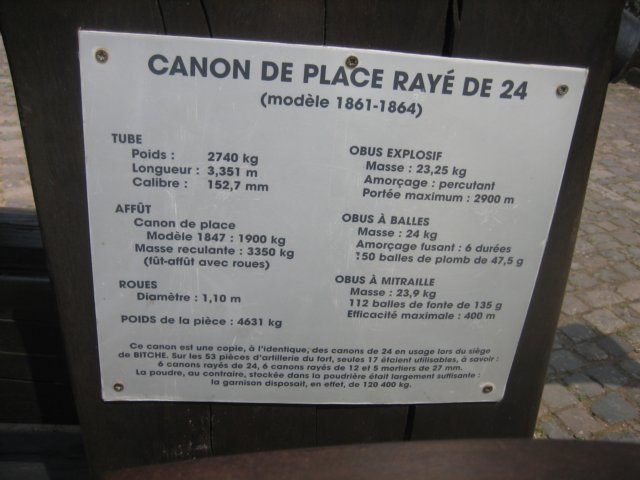 CANON DE PLACE RAYÉ DE 24
(modèle 1861-1864)
TUBE
Poids : 2740 kg
Longueur : 3,351 m
Calibre : 152,7 mm
AFFÛT
Canon de place
Modèle 1847 : 1900 kg
Masse reculante : 3350 kg
(fût-affût avec roues)
ROUES
Diamètre : 1,10 m
POIDS de la pièce : 4631 kg
OBUS EXPLOSIF
Masse : 23,25 kg
Amorçage : percutant
Portée maximum : 2900 m
OBUS À BALLES
Masse : 24 kg
Amorçage fusant : 6 durées
150 balles de plomb de 47,5 g
OBUS À MITRAILLE
Masse : 23,9 kg
112 balles de fonte de 135 g
Efficacité maximale : 400 m
Ce canon est une copie, à l'identique, des canons de 24 en usage lors du siège
de BITCHE. Sur les 53 pièces d'artillerie du fort, seules 17 étaient utilisables, à savoir :
6 canons rayés de 24, 6 canons rayés de 12 et 5 mortiers de 27 mm.
La poudre, au contraire, stockée dans la poudrière était largement suffisante :
la garnison disposait, en effet, de 120 400 kg.